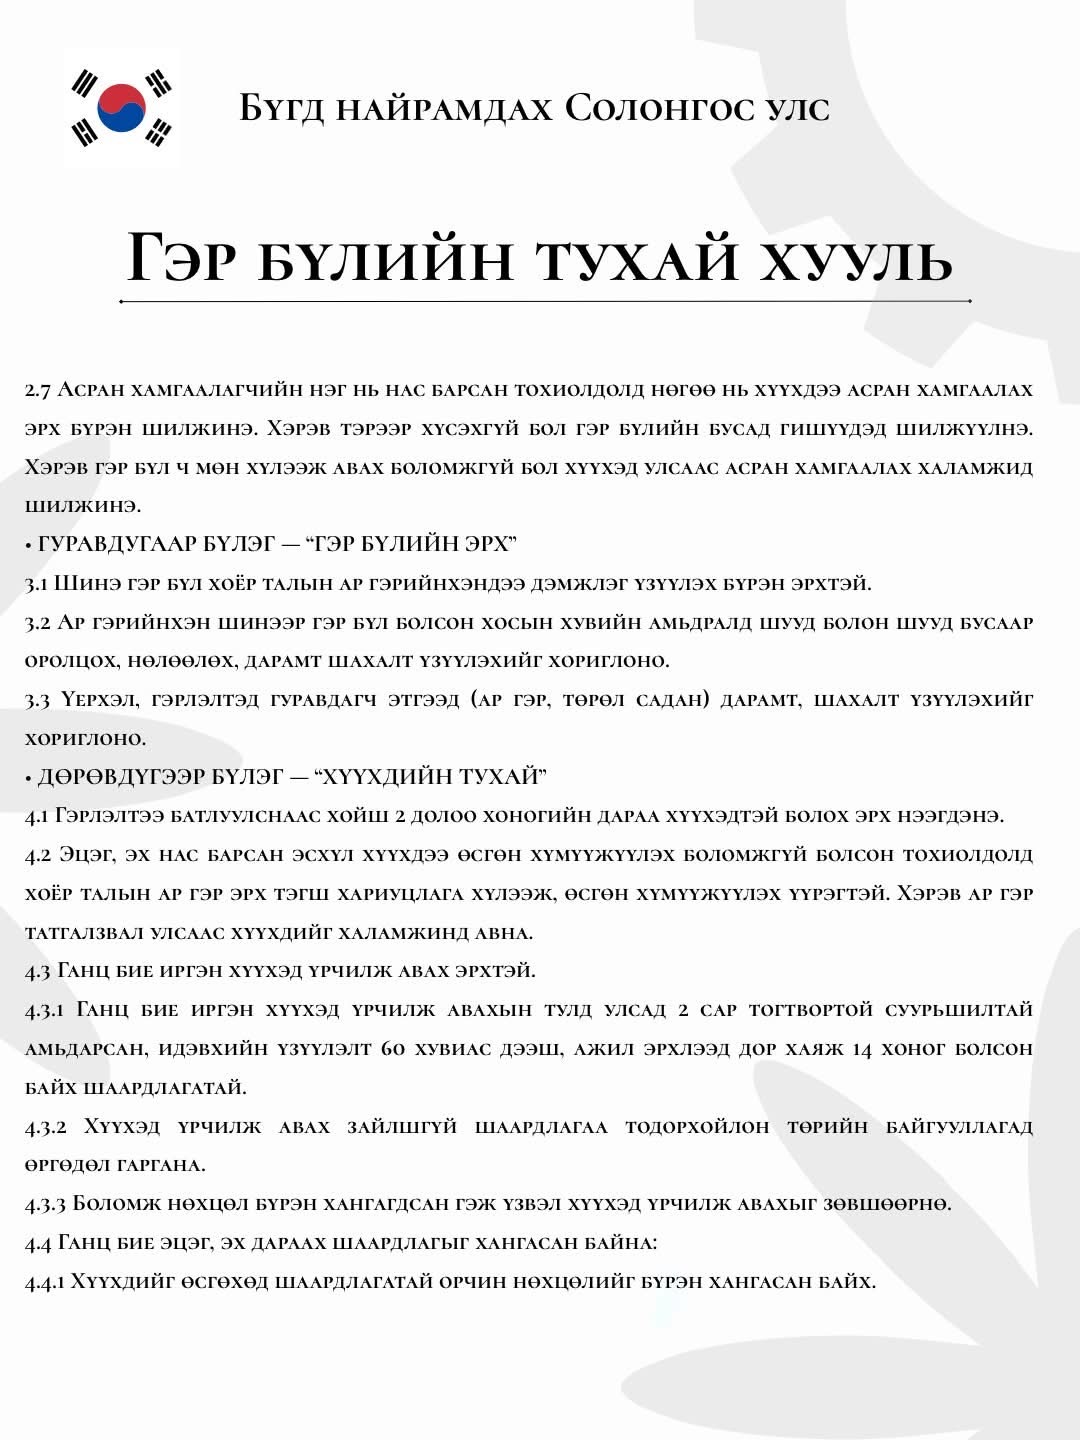 Бүгд найрамдах Солонгос улс
Гэр бүлийн тухай хууль
2.7 Асран хамгаалагчийн нэг нь нас барсан тохиолдолд нөгөө нь хүүхдээ асран хамгаалах
эрх бүрэн шилжинэ. Хэрэв тэрээр хүсэхгүй бол гэр бүлийн бусад гишүүдэд шилжүүлнэ.
Хэрэв гэр бүл ч мөн хүлээж авах боломжгүй бол хүүхэд улсаас асран хамгаалах халамжид
шилжинэ.
• ГУРАВДУГААР БҮЛЭГ — “ГЭР БҮЛИЙН ЭРХ”
3.1 Шинэ гэр бүл хоёр талын ар гэрийнхэндээ дэмжлэг үзүүлэх бүрэн эрхтэй.
3.2 Ар гэрийнхэн шинээр гэр бүл болсон хосын хувийн амьдралд шууд болон шууд бусаар
оролцох, нөлөөлөх, дарамт шахалт үзүүлэхийг хориглоно.
3.3 Үерхэл, гэрлэлтэд гуравдагч этгээд (ар гэр, төрөл садан) дарамт, шахалт үзүүлэхийг
хориглоно.
• ДӨРӨВДҮГЭЭР БҮЛЭГ — “ХҮҮХДИЙН ТУХАЙ”
4.1 Гэрлэлтээ батлуулснаас хойш 2 долоо хоногийн дараа хүүхэдтэй болох эрх нээгдэнэ.
4.2 Эцэг, эх нас барсан эсхүл хүүхдээ өсгөн хүмүүжүүлэх боломжгүй болсон тохиолдолд
хоёр талын ар гэр эрх тэгш хариуцлага хүлээж, өсгөн хүмүүжүүлэх үүрэгтэй. Хэрэв ар гэр
татгалзвал улсаас хүүхдийг халамжинд авна.
4.3 Ганц бие иргэн хүүхэд үрчилж авах эрхтэй.
4.3.1 Ганц бие иргэн хүүхэд үрчилж авахын тулд улсад 2 сар тогтвортой суурьшилтай
амьдарсан, идэвхийн үзүүлэлт 60 хувиас дээш, ажил эрхлээд дор хаяж 14 хоног болсон
байх шаардлагатай.
4.3.2 Хүүхэд үрчилж авах зайлшгүй шаардлагаа тодорхойлон төрийн байгууллагад
өргөдөл гаргана.
4.3.3 Боломж нөхцөл бүрэн хангагдсан гэж үзвэл хүүхэд үрчилж авахыг зөвшөөрнө.
4.4 Ганц бие эцэг, эх дараах шаардлагыг хангасан байна:
4.4.1 Хүүхдийг өсгөхөд шаардлагатай орчин нөхцөлийг бүрэн хангасан байх.